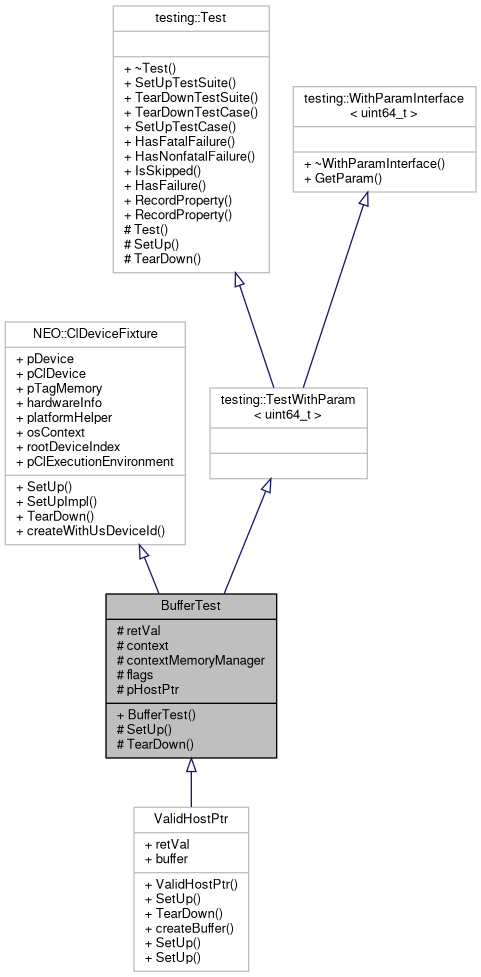 testing::Test
+ ~Test()
+ SetUpTestSuite()
+ TearDownTestSuite()
+ TearDownTestCase()
+ SetUpTestCase()
+ HasFatalFailure()
+ HasNonfatalFailure()
+ IsSkipped()
+ HasFailure()
+ RecordProperty()
+ RecordProperty()
# Test()
# SetUp()
# TearDown()
testing::WithParamInterface
< uint64_t >
+ ~WithParamInterface()
+ GetParam()
NEO::ClDeviceFixture
+ pDevice
+ pClDevice
+ pTagMemory
+ hardwareInfo
+ platformHelper
+ osContext
+ rootDeviceIndex
+ pClExecutionEnvironment
+ SetUp()
+ SetUpImpl()
+ TearDown()
+ createWithUsDeviceId()
testing::TestWithParam
< uint64_t >
BufferTest
# retVal
# context
# contextMemoryManager
# flags
# pHostPtr
+ BufferTest()
# SetUp()
# TearDown()
ValidHostPtr
+ retVal
+ buffer
+ ValidHostPtr()
+ SetUp()
+ TearDown()
+ createBuffer()
+ SetUp()
+ SetUp()